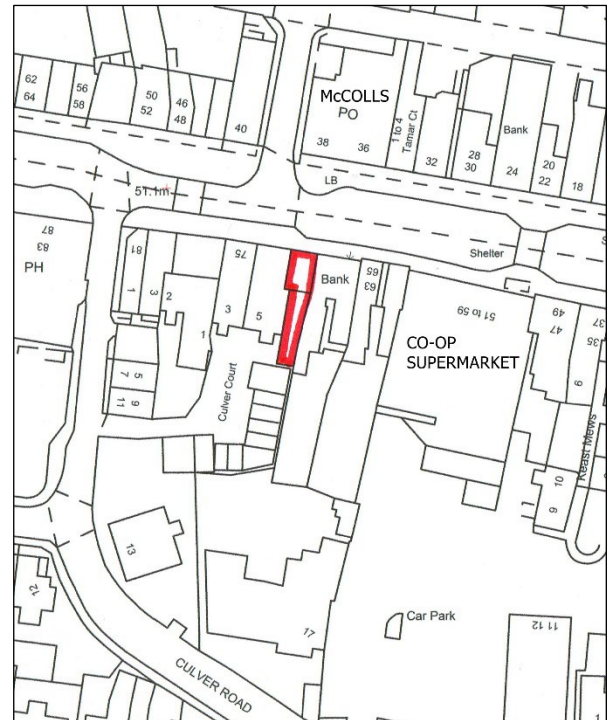 62
64
56
58
50
52
46
48
40
McCOLLS
PO
38
36
1 to 4
Tamar Ct
32
28
30
Bank
24
20
22
18
LB
51.1m
Shelter
S
87
83
PH
81
1
3
2
1
75
3
5
Bank
65
63
51 to 59
CO-OP
SUPERMARKET
49
47
37
35
9
5
7
9
11
Culver Court
Keast Mews
10
9
13
12
17
Car Park
11 12
CULVER ROAD
1